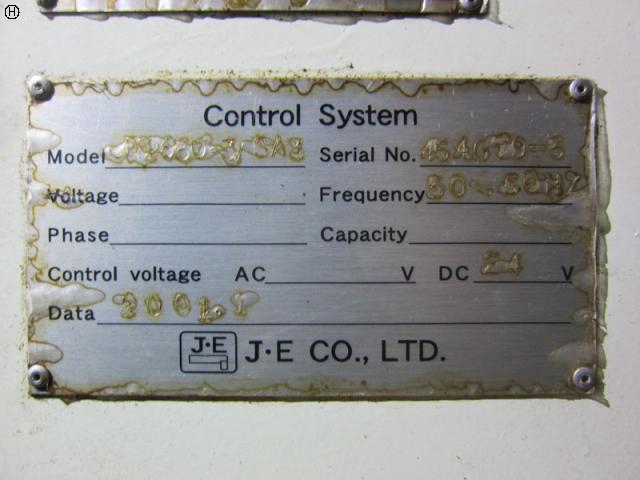 H
Control System
Model Serial No.
Voltage Frequency
Phase Capacity
Control voltage AC V DC 24 V
Data
J·E J·E CO., LTD.